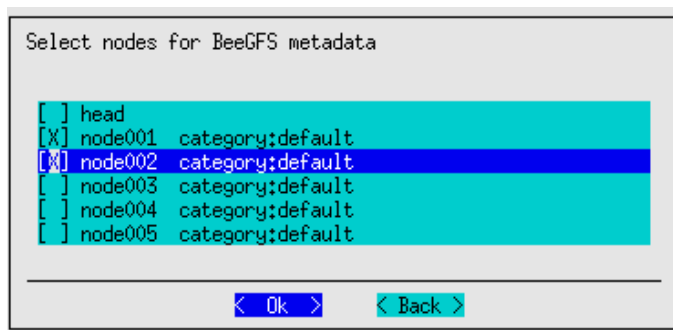 Select nodes for BeeGFS metadata
[ ] head
[X] node001  category:default
[X] node002  category:default
[ ] node003  category:default
[ ] node004  category:default
[ ] node005  category:default
<  Ok  >    < Back >